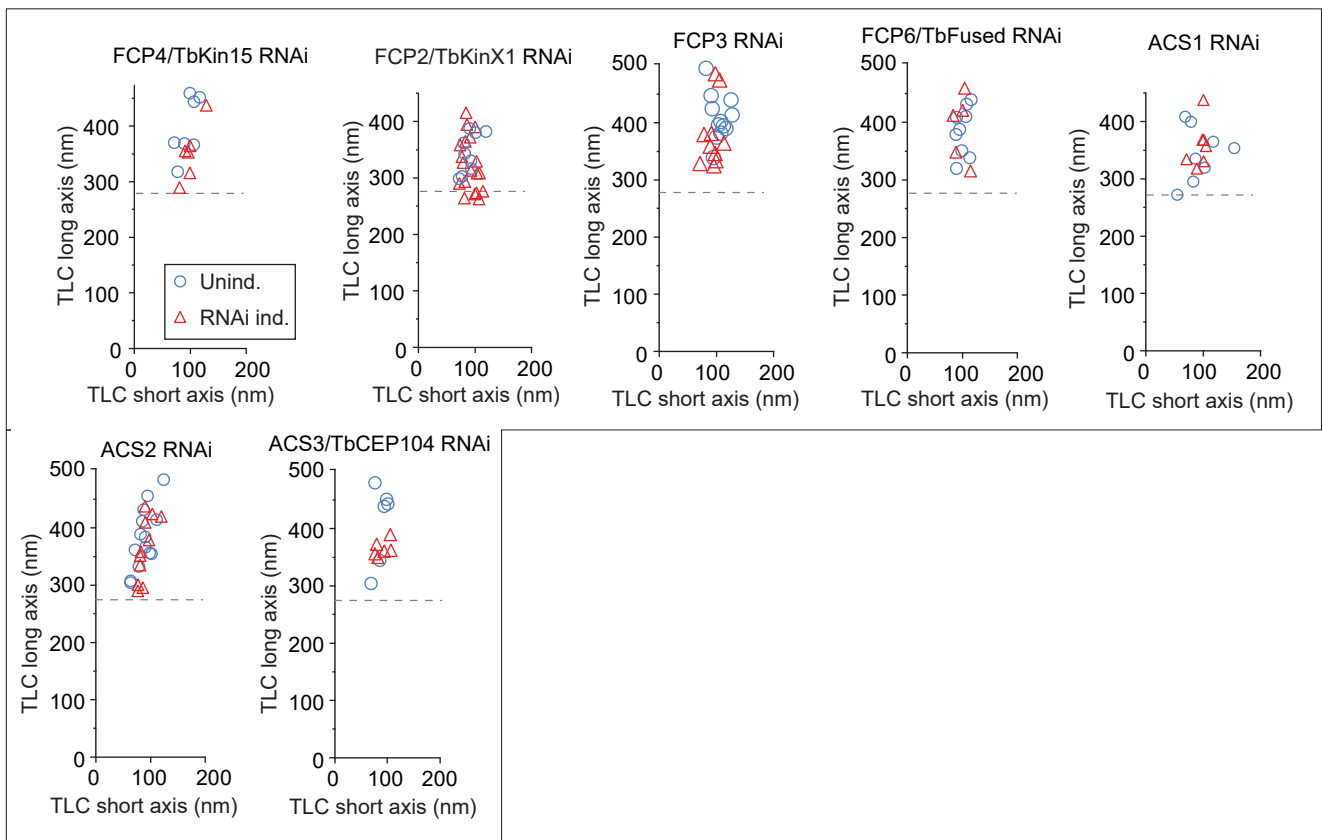 FCP4/TbKin15 RNAi
TLC long axis (nm)
400
300
200
100
0
0 100 200
TLC short axis (nm)
Unind.
RNAi ind.
FCP2/TbKinX1 RNAi
TLC long axis (nm)
400
300
200
100
0
0 100 200
TLC short axis (nm)
FCP3 RNAi
TLC long axis (nm)
500
400
300
200
100
0
0 100 200
TLC short axis (nm)
FCP6/TbFused RNAi
TLC long axis (nm)
500
400
300
200
100
0
0 100 200
TLC short axis (nm)
ACS1 RNAi
TLC long axis (nm)
400
300
200
100
0
0 100 200
TLC short axis (nm)
ACS2 RNAi
TLC long axis (nm)
500
400
300
200
100
0
0 100 200
TLC short axis (nm)
ACS3/TbCEP104 RNAi
TLC long axis (nm)
500
400
300
200
100
0
0 100 200
TLC short axis (nm)